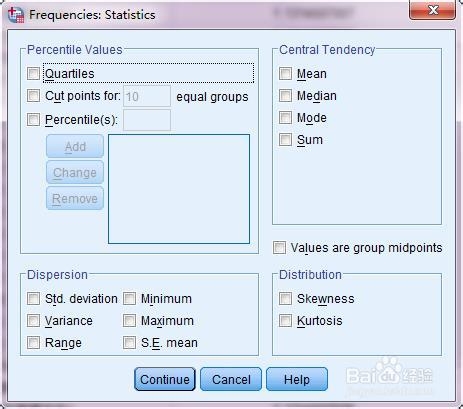 Frequencies: Statistics
Percentile Values
Quartiles
Cut points for: 10 equal groups
Percentile(s):
Add
Change
Remove
Central Tendency
Mean
Median
Mode
Sum
Values are group midpoints
Dispersion
Std. deviation Minimum
Variance Maximum
Range S.E. mean
Distribution
Skewness
Kurtosis
Continue Cancel Help
Baidu 经验